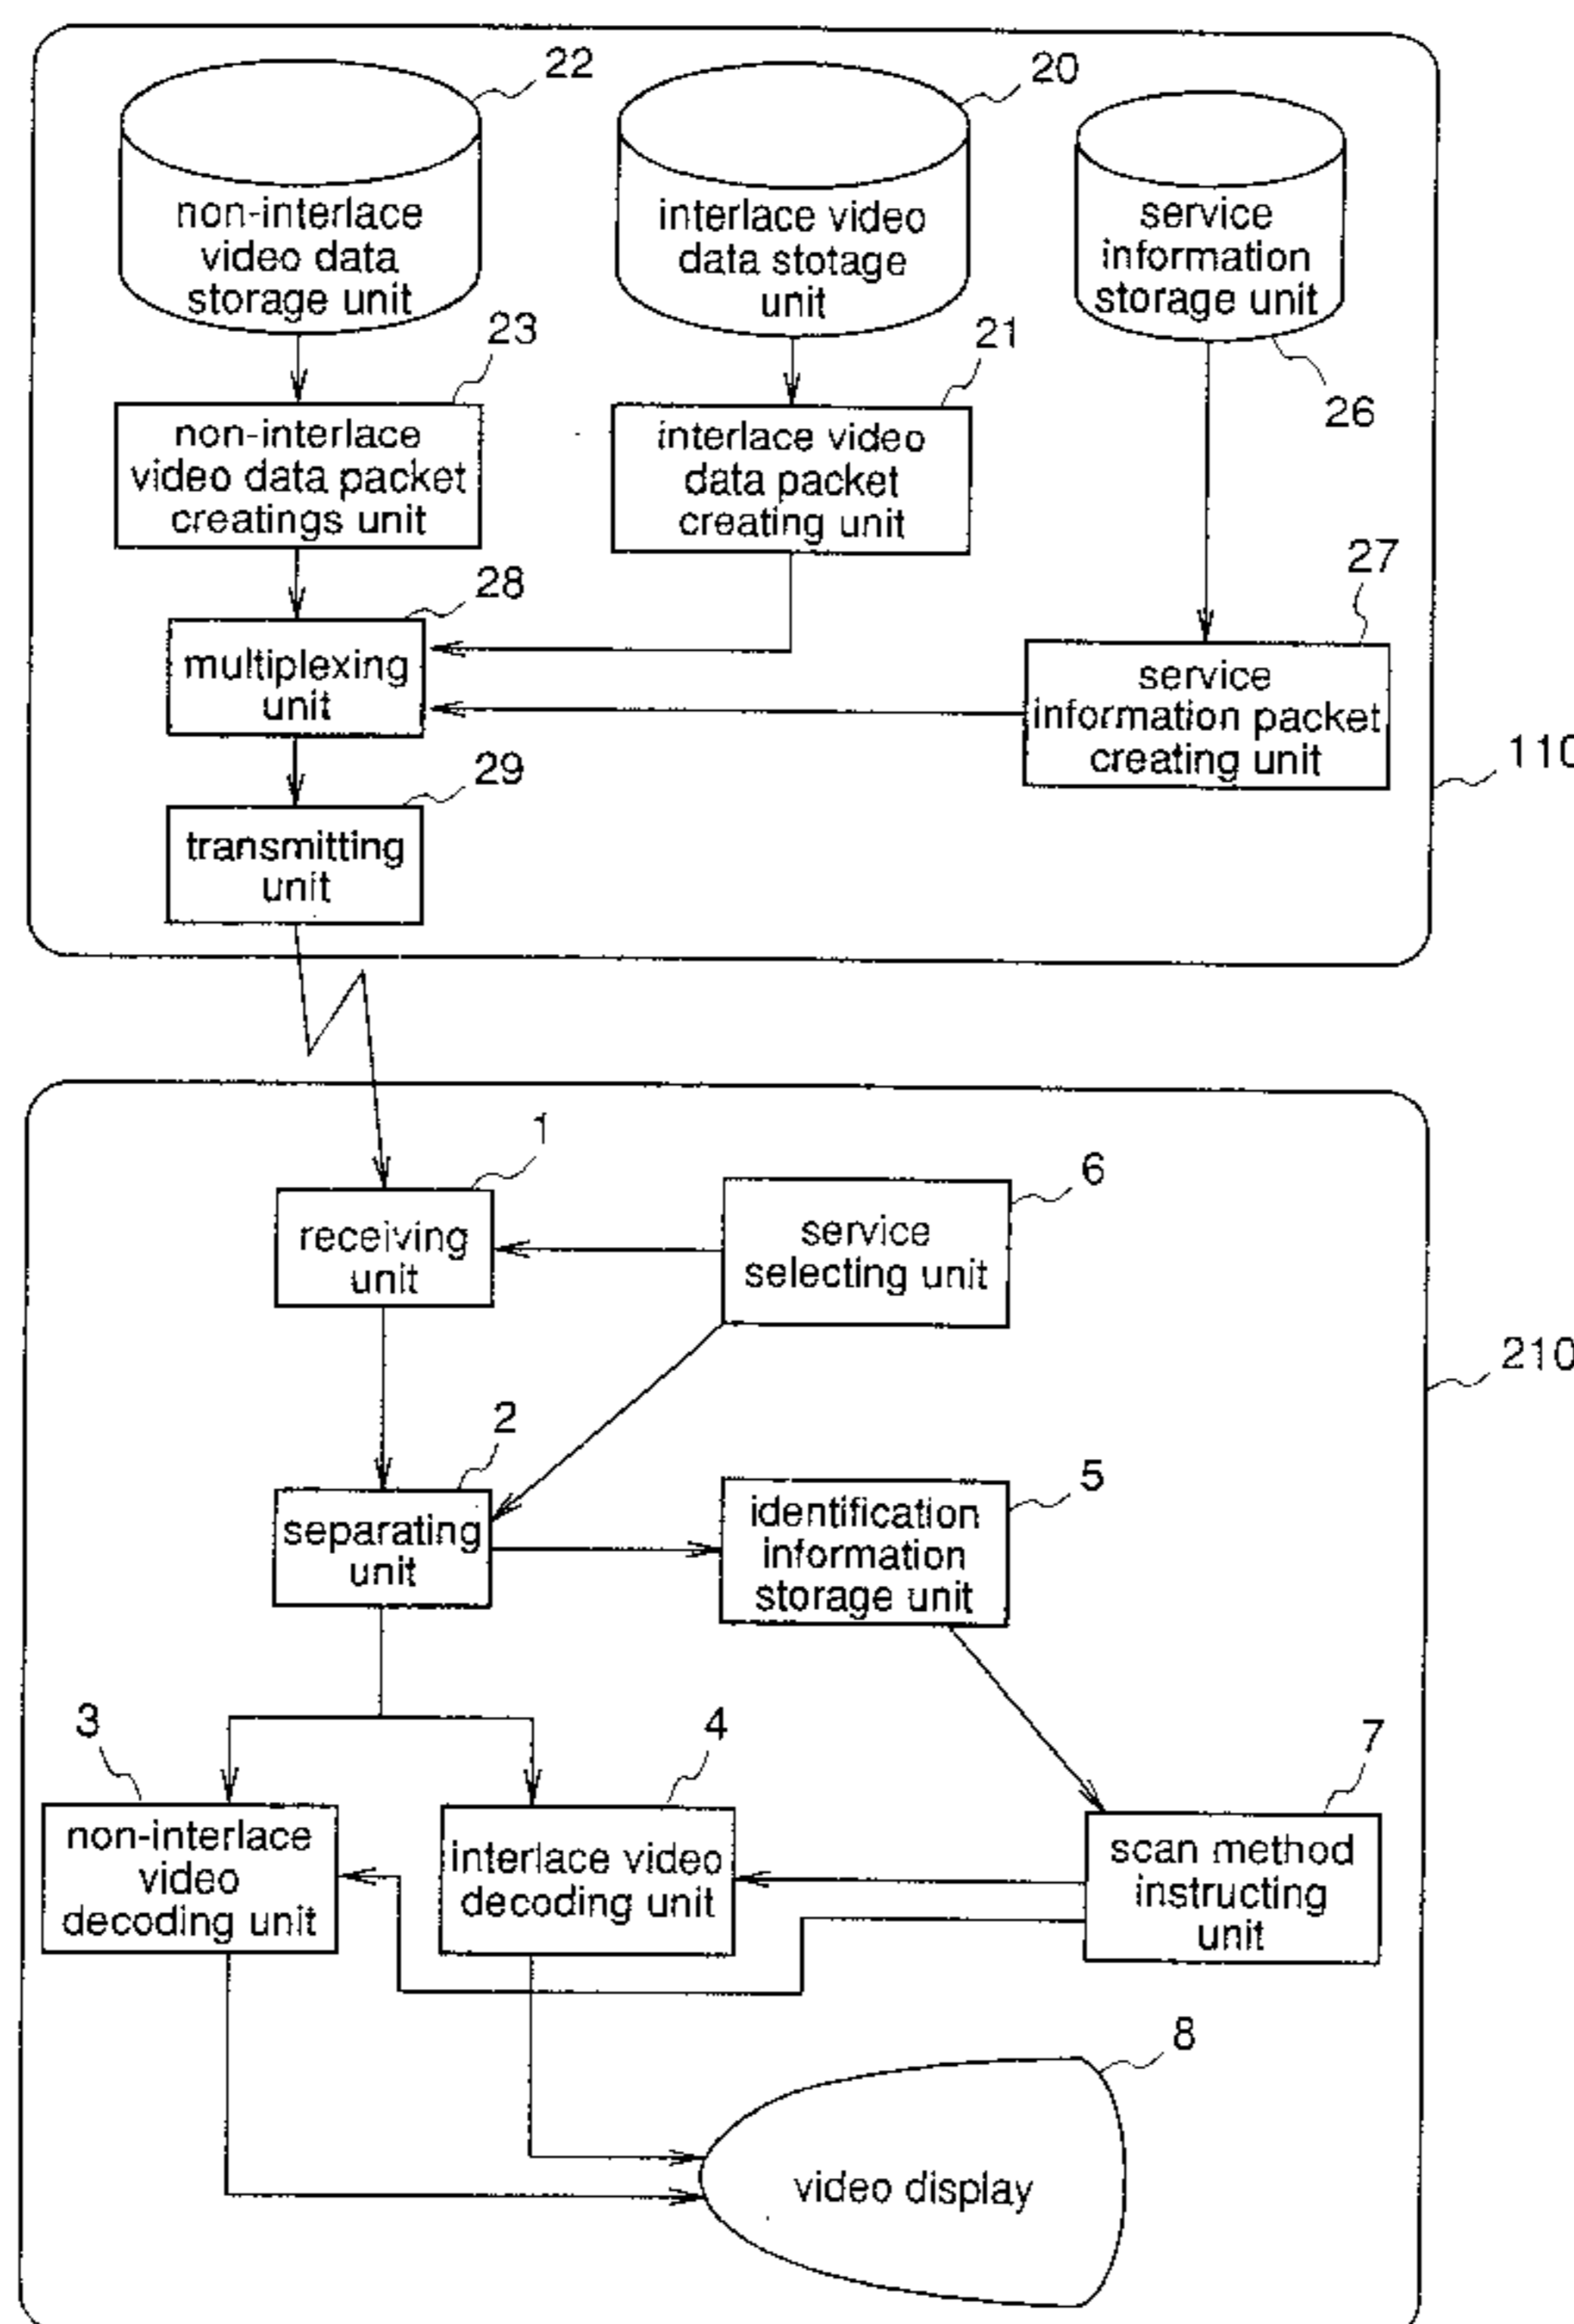 22
20
non-interlace
video data
storage unit
interlace video
data stotage
unit
service
information
storage unit
23
21
26
non-interlace
video data packet
creatings unit
interlace video
data packet
creating unit
28
27
multiplexing
unit
service
information packet
creating unit
110
29
transmitting
unit
1
6
receiving
unit
service
selecting unit
210
2
5
separating
unit
identification
information
storage unit
3
4
7
non-interlace
video
decoding unit
interlace video
decoding unit
scan method
instructing
unit
8
video display